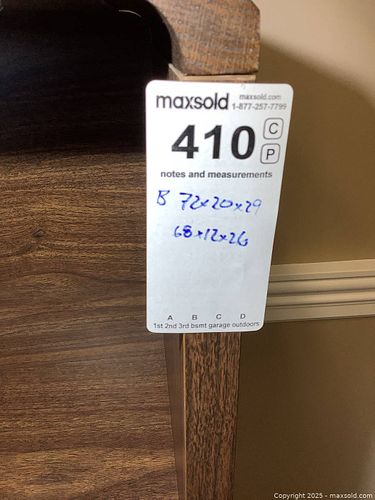 maxsold maxsold.com
1-877-257-7799
410 C
P
notes and measurements
B 72x20x29
68x12x26
A B C D
1st 2nd 3rd bsmt garage outdoors
Copyright © 2025 - maxsold.com